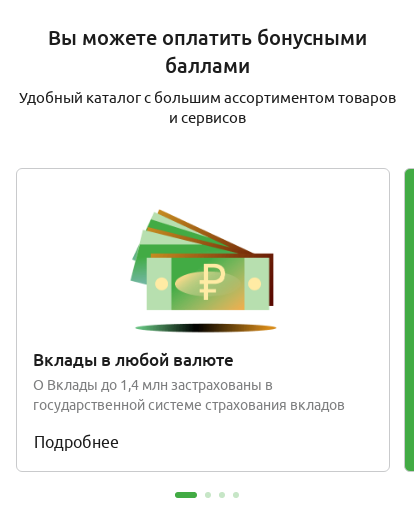 Вы можете оплатить бонусными
баллами
Удобный каталог с большим ассортиментом товаров
и сервисов
₽
Вклады в любой валюте
О Вклады до 1,4 млн застрахованы в
государственной системе страхования вкладов
Подробнее